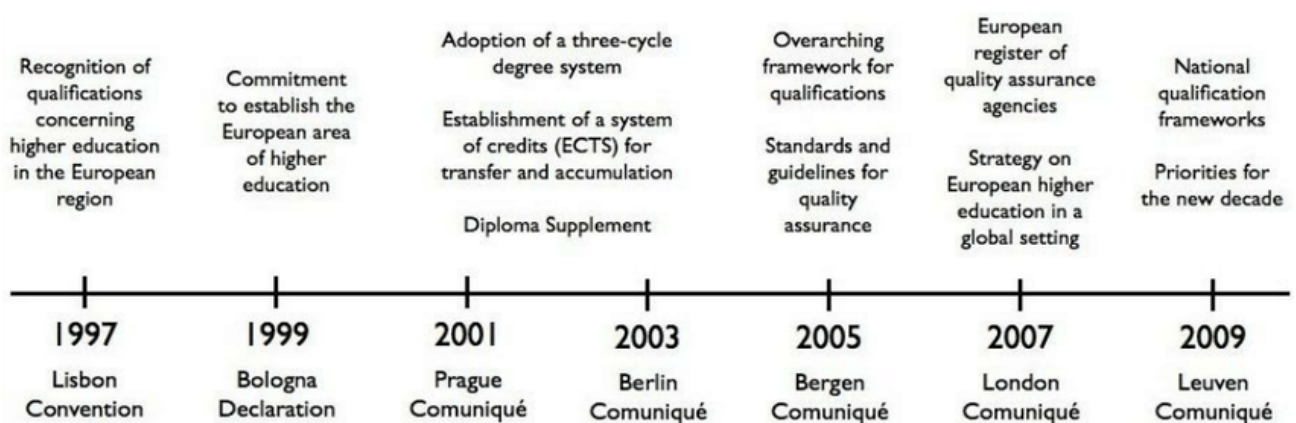 Recognition of
qualifications
concerning
higher education
in the European
region
Commitment
to establish the
European area
of higher
education
Adoption of a three-cycle
degree system
Establishment of a system
of credits (ECTS) for
transfer and accumulation
Diploma Supplement
Overarching
framework for
qualifications
Standards and
guidelines for
quality
assurance
European
register of
quality assurance
agencies
Strategy on
European higher
education in a
global setting
National
qualification
frameworks
Priorities for
the new decade
1997
Lisbon
Convention
1999
Bologna
Declaration
2001
Prague
Comuniqué
2003
Berlin
Comuniqué
2005
Bergen
Comuniqué
2007
London
Comuniqué
2009
Leuven
Comuniqué